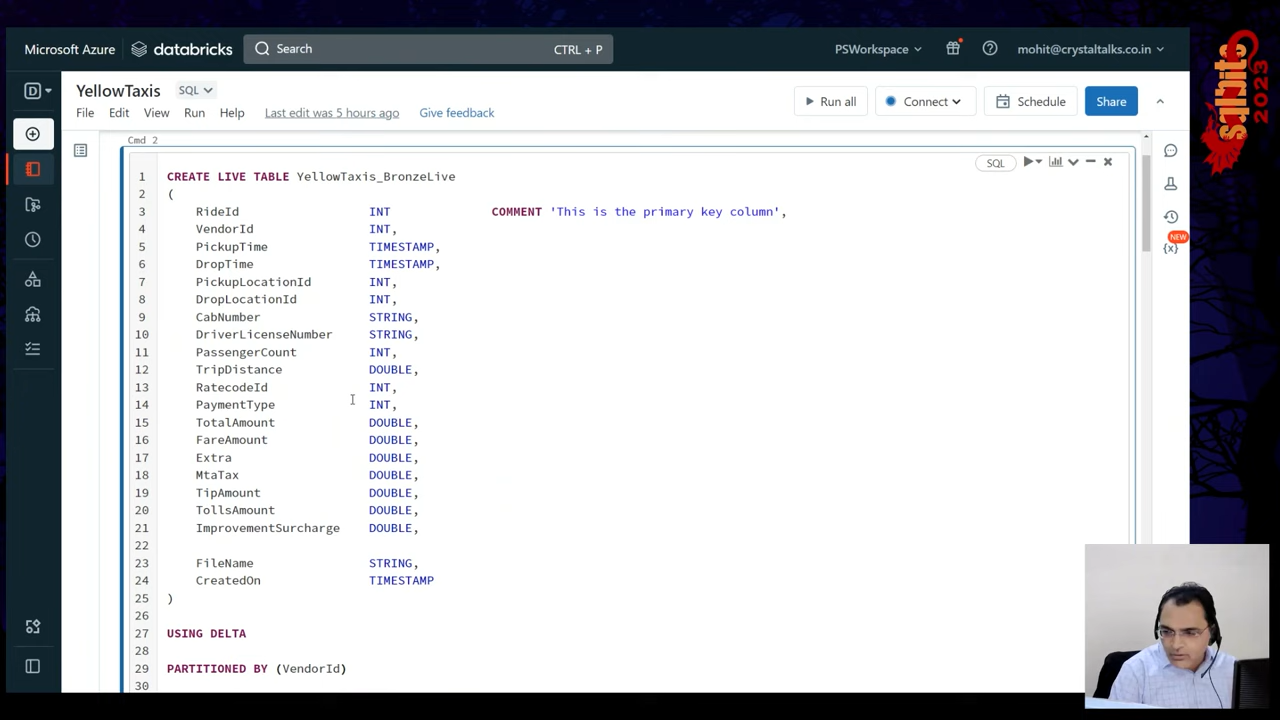 Microsoft Azure databricks Search CTRL + P PSWorkspace mohit@crystaltalks.co.in
YellowTaxis SQL
File Edit View Run Help Last edit was 5 hours ago Give feedback
Run all Connect Schedule Share
D
NEW
{x}
Cmd 2
SQL
1 CREATE LIVE TABLE YellowTaxis_BronzeLive
2 (
3 RideId INT COMMENT 'This is the primary key column',
4 VendorId INT,
5 PickupTime TIMESTAMP,
6 DropTime TIMESTAMP,
7 PickupLocationId INT,
8 DropLocationId INT,
9 CabNumber STRING,
10 DriverLicenseNumber STRING,
11 PassengerCount INT,
12 TripDistance DOUBLE,
13 RatecodeId INT,
14 PaymentType INT,
15 TotalAmount DOUBLE,
16 FareAmount DOUBLE,
17 Extra DOUBLE,
18 MtaTax DOUBLE,
19 TipAmount DOUBLE,
20 TollsAmount DOUBLE,
21 ImprovementSurcharge DOUBLE,
22
23 FileName STRING,
24 CreatedOn TIMESTAMP
25 )
26
27 USING DELTA
28
29 PARTITIONED BY (VendorId)
30
sqlbits
2023